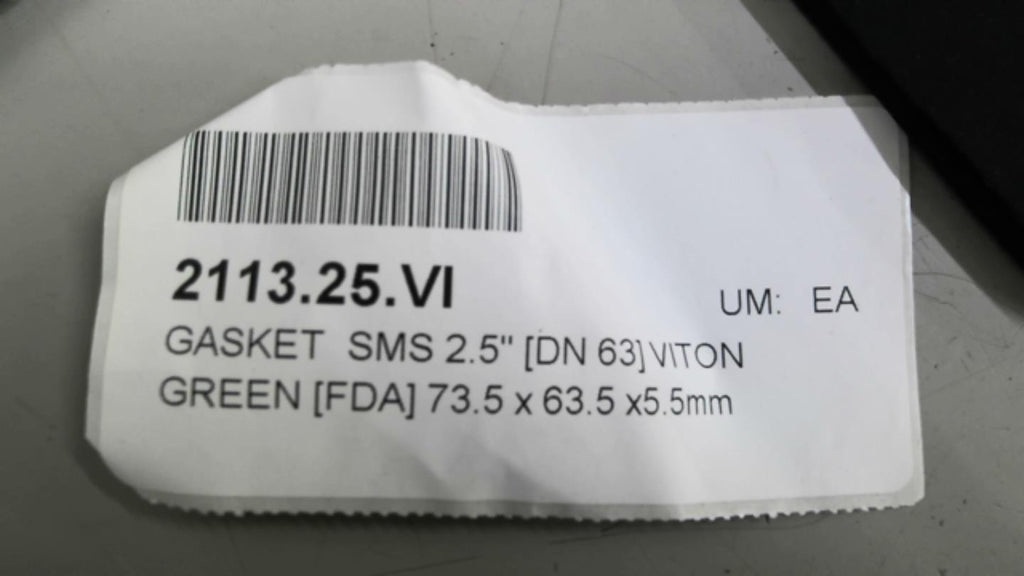 2113.25.VI
UM: EA
GASKET SMS 2.5" [DN 63] VITON
GREEN [FDA] 73.5 x 63.5 x5.5mm